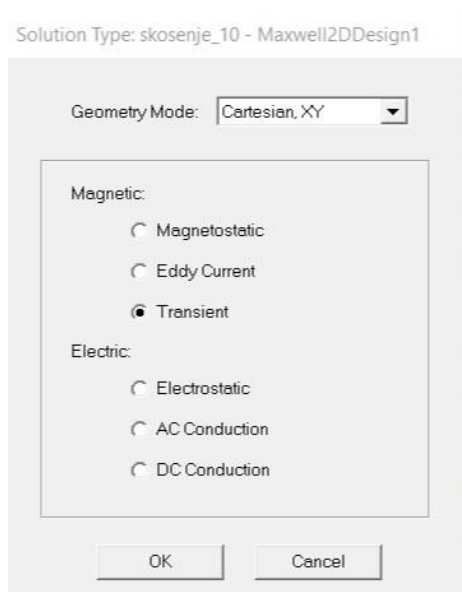 Solution Type: skosenje_10 - Maxwell2DDesign1
Geometry Mode: Cartesian, XY
Magnetic:
Magnetostatic
Eddy Current
Transient
Electric:
Electrostatic
AC Conduction
DC Conduction
OK Cancel